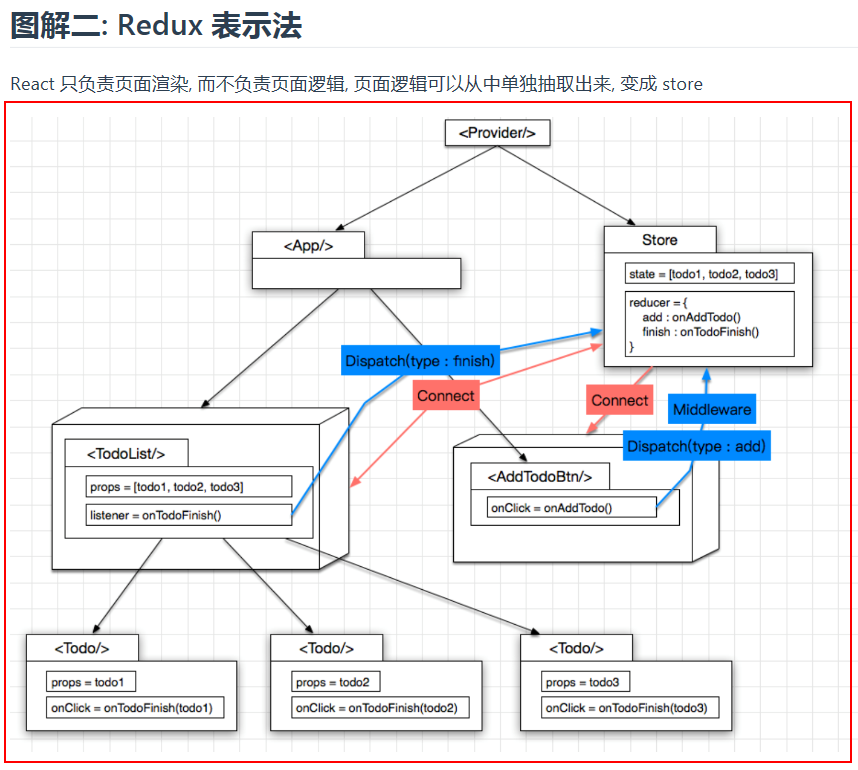 图解二: Redux 表示法
React 只负责页面渲染, 而不负责页面逻辑, 页面逻辑可以从中单独抽取出来, 变成 store
<Provider/>
<App/>
Store
state = [todo1, todo2, todo3]
reducer = {
add : onAddTodo()
finish : onTodoFinish()
}
Dispatch(type : finish)
Connect
Connect
Middleware
Dispatch(type : add)
<TodoList/>
props = [todo1, todo2, todo3]
listener = onTodoFinish()
<AddTodoBtn/>
onClick = onAddTodo()
<Todo/>
props = todo1
onClick = onTodoFinish(todo1)
<Todo/>
props = todo2
onClick = onTodoFinish(todo2)
<Todo/>
props = todo3
onClick = onTodoFinish(todo3)